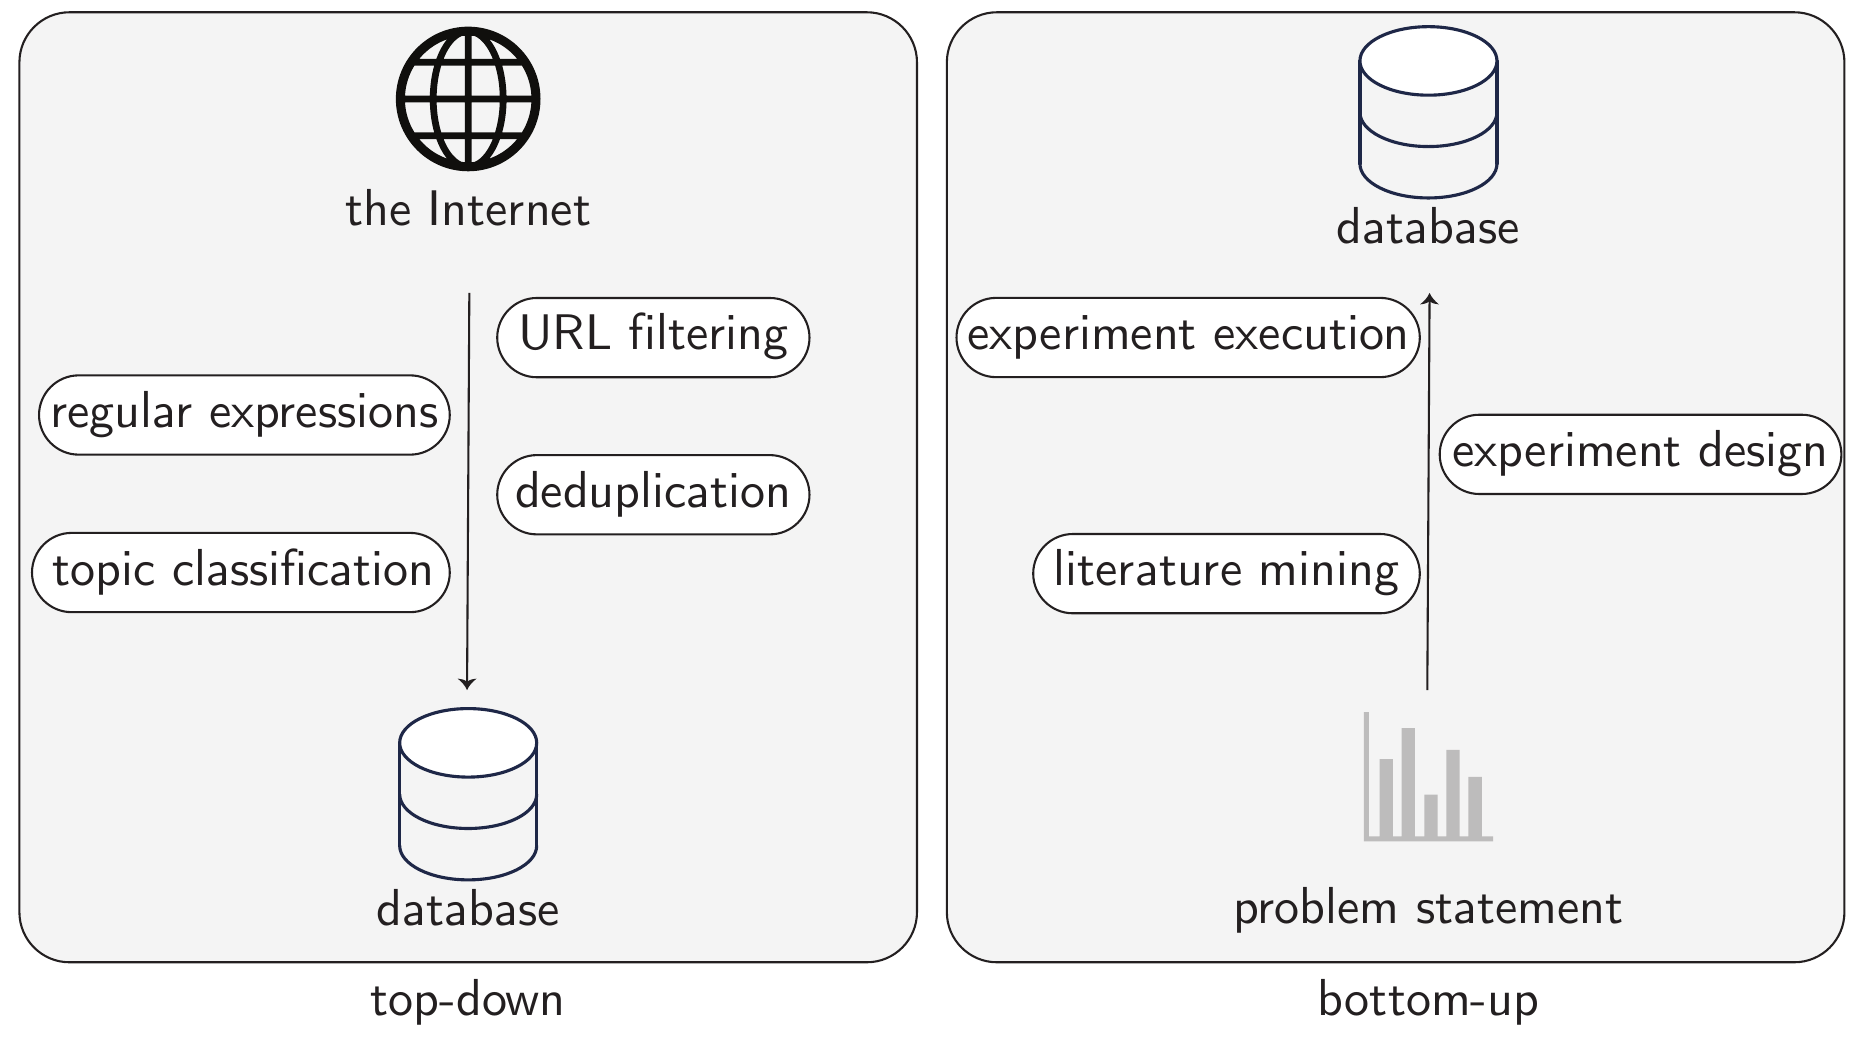 the Internet
URL filtering
regular expressions
deduplication
topic classification
database
top-down
database
experiment execution
experiment design
literature mining
problem statement
bottom-up